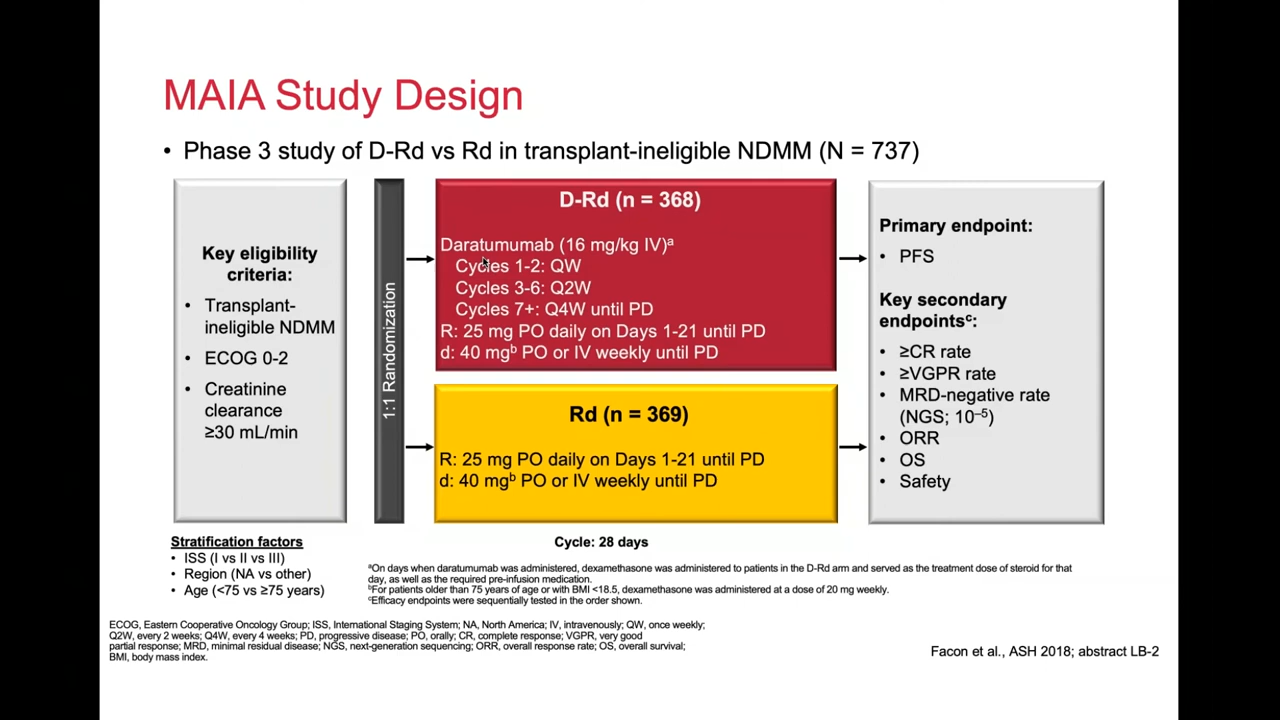 MAIA Study Design
• Phase 3 study of D-Rd vs Rd in transplant-ineligible NDMM (N = 737)
Key eligibility
criteria:
• Transplant-
ineligible NDMM
• ECOG 0-2
• Creatinine
clearance
≥30 mL/min
1:1 Randomization
D-Rd (n = 368)
Daratumumab (16 mg/kg IV)ᵃ
Cycles 1-2: QW
Cycles 3-6: Q2W
Cycles 7+: Q4W until PD
R: 25 mg PO daily on Days 1-21 until PD
d: 40 mgᵇ PO or IV weekly until PD
Rd (n = 369)
R: 25 mg PO daily on Days 1-21 until PD
d: 40 mgᵇ PO or IV weekly until PD
Primary endpoint:
• PFS
Key secondary
endpointsᶜ:
• ≥CR rate
• ≥VGPR rate
• MRD-negative rate
(NGS; 10⁻⁵)
• ORR
• OS
• Safety
Stratification factors
• ISS (I vs II vs III)
• Region (NA vs other)
• Age (<75 vs ≥75 years)
Cycle: 28 days
ᵃOn days when daratumumab was administered, dexamethasone was administered to patients in the D-Rd arm and served as the treatment dose of steroid for that
day, as well as the required pre-infusion medication.
ᵇFor patients older than 75 years of age or with BMI <18.5, dexamethasone was administered at a dose of 20 mg weekly.
ᶜEfficacy endpoints were sequentially tested in the order shown.
ECOG, Eastern Cooperative Oncology Group; ISS, International Staging System; NA, North America; IV, intravenously; QW, once weekly;
Q2W, every 2 weeks; Q4W, every 4 weeks; PD, progressive disease; PO, orally; CR, complete response; VGPR, very good
partial response; MRD, minimal residual disease; NGS, next-generation sequencing; ORR, overall response rate; OS, overall survival;
BMI, body mass index.
Facon et al., ASH 2018; abstract LB-2